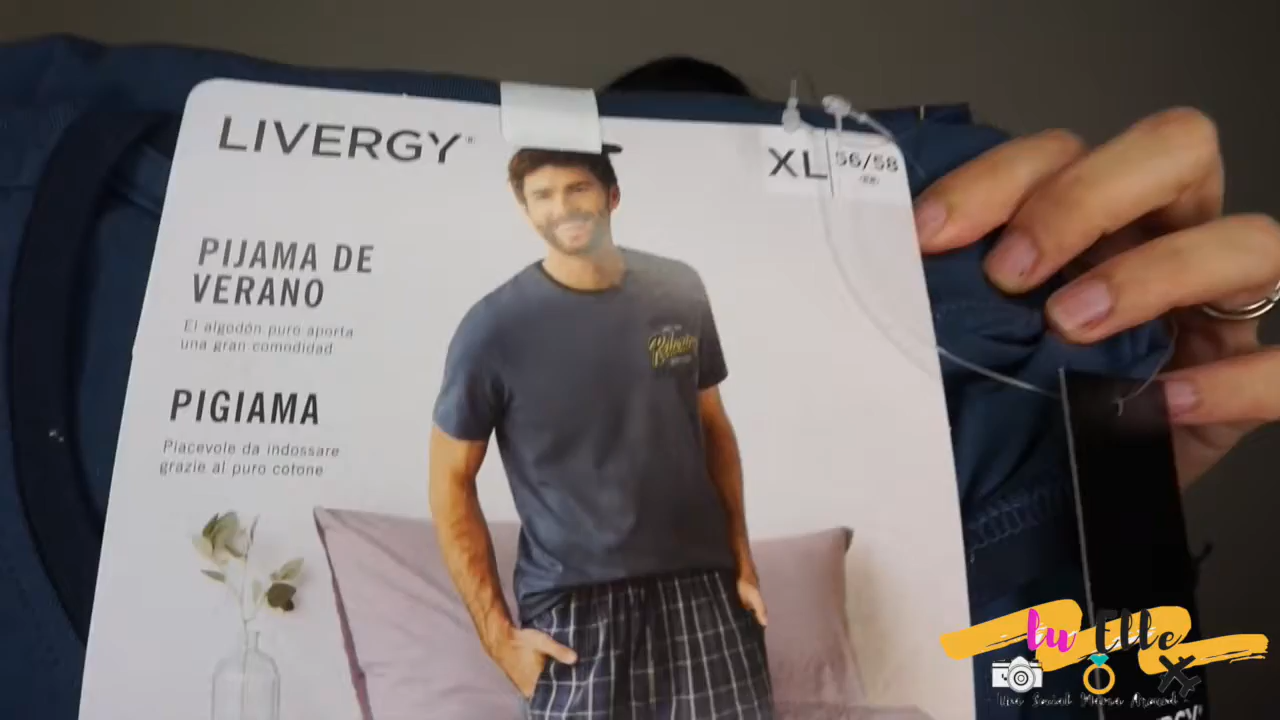 LIVERGY®
XL 56/58
PIJAMA DE
VERANO
El algodón puro aporta
una gran comodidad
PIGIAMA
Piacevole da indossare
grazie al puro cotone
Lu Elle